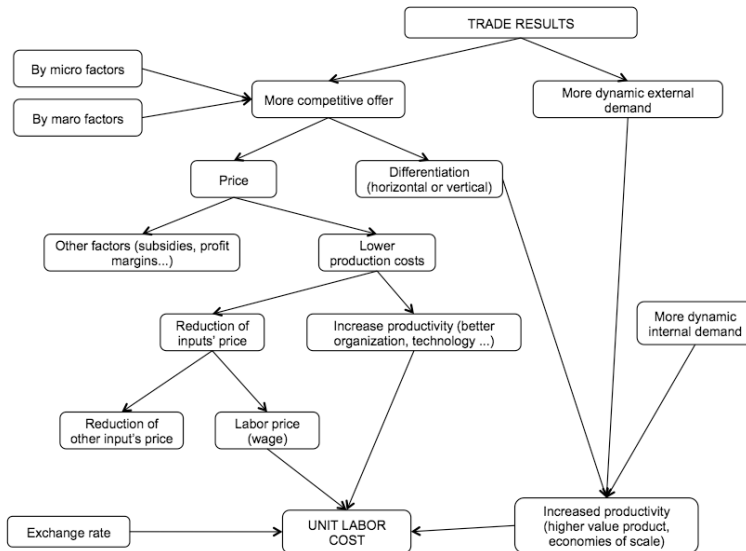 TRADE RESULTS
By micro factors
More competitive offer
More dynamic external
demand
By maro factors
Price
Differentiation
(horizontal or vertical)
Other factors (subsidies, profit
margins...)
Lower
production costs
More dynamic
internal demand
Reduction of
inputs' price
Increase productivity (better
organization, technology ...)
Reduction of
other input's price
Labor price
(wage)
Exchange rate
UNIT LABOR
COST
Increased productivity
(higher value product,
economies of scale)